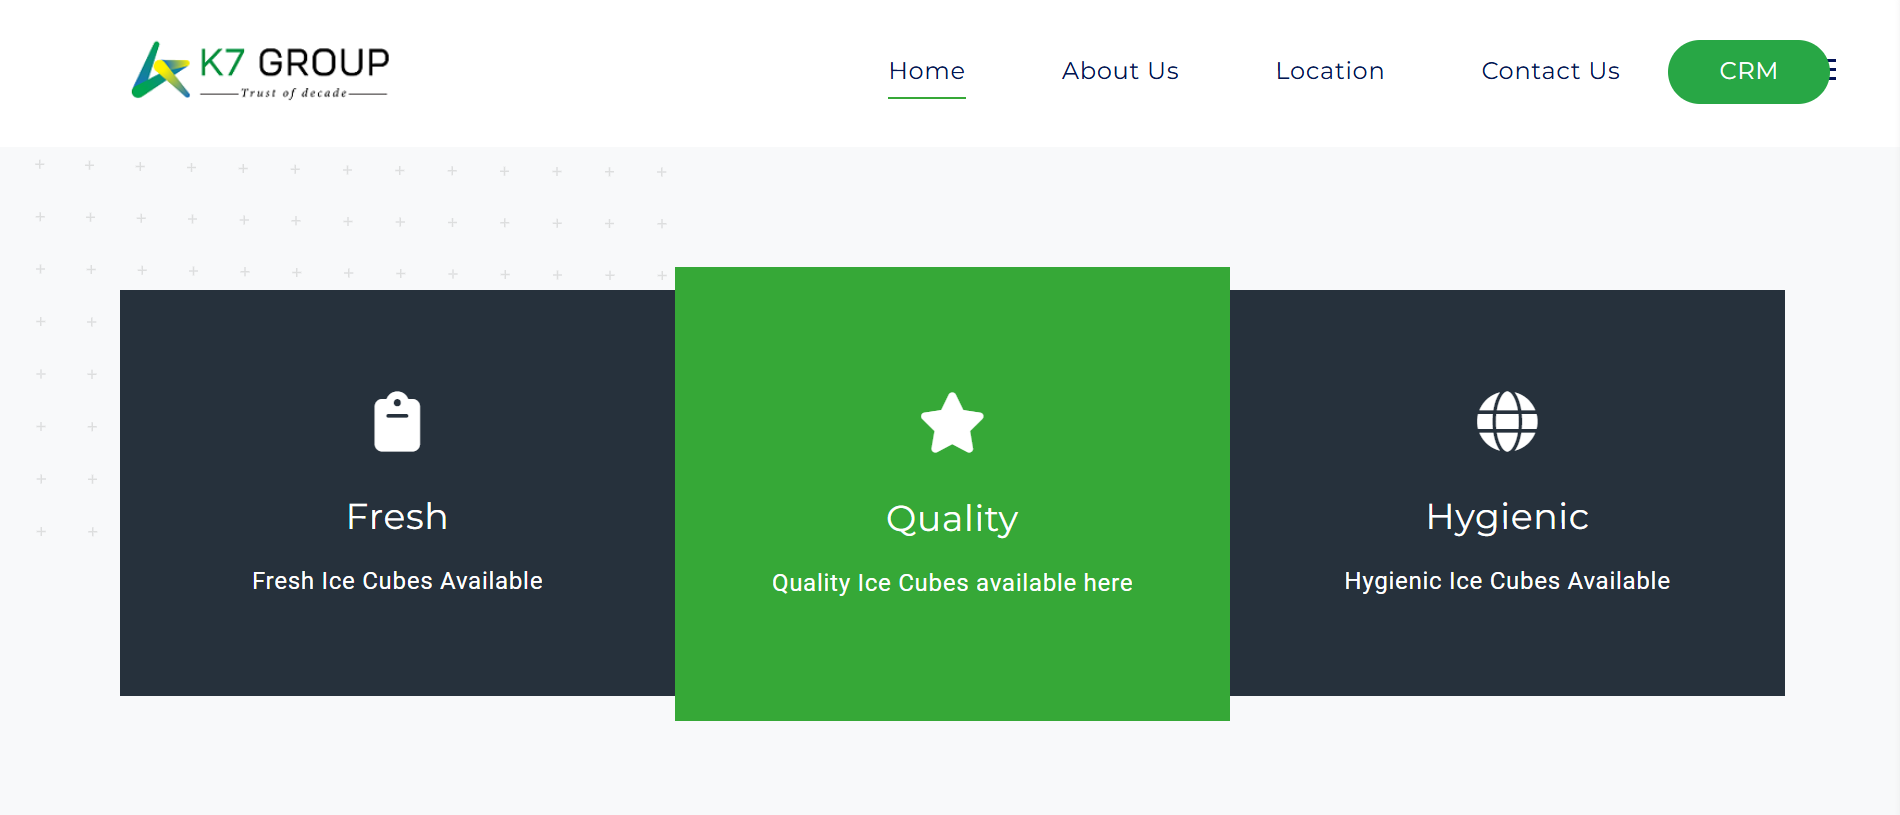 K7 GROUP
Trust of decade
Home
About Us
Location
Contact Us
CRM
Fresh
Fresh Ice Cubes Available
Quality
Quality Ice Cubes available here
Hygienic
Hygienic Ice Cubes Available